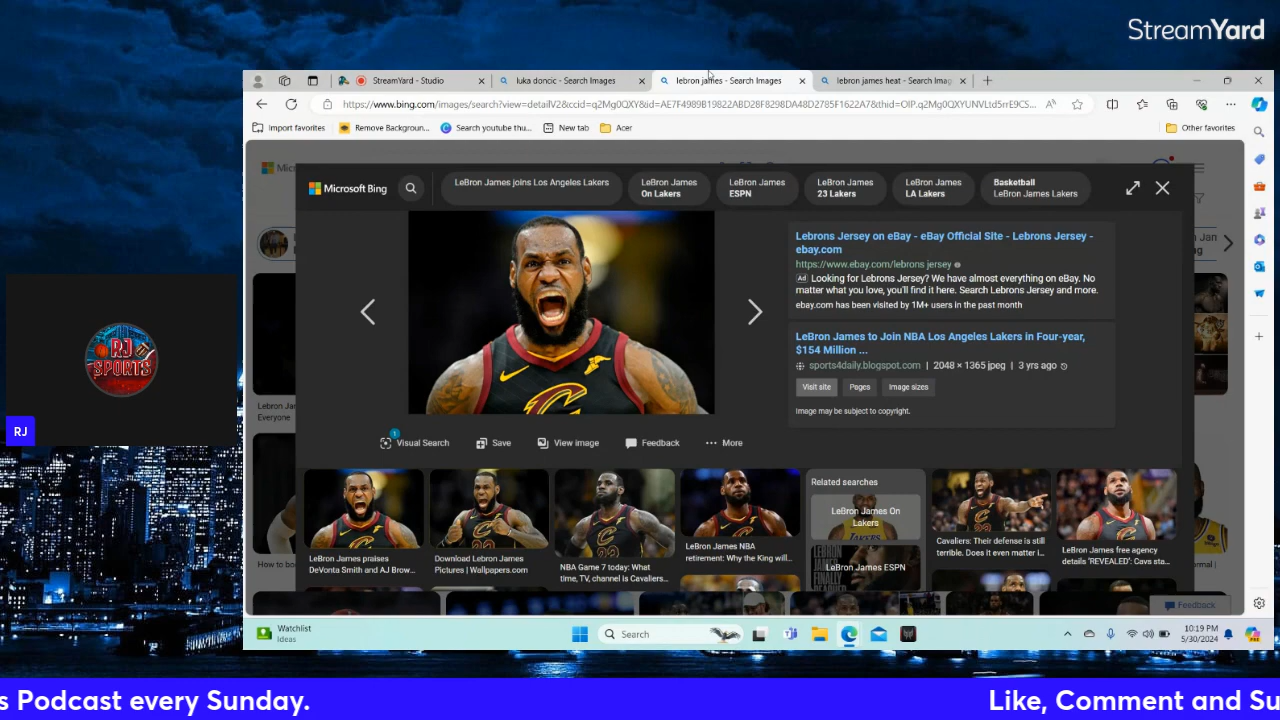 StreamYard
StreamYard - Studio
luka doncic - Search Images
lebron james - Search Images
lebron james heat - Search Imag
https://www.bing.com/images/search?view=detailV2&ccid=q2Mg0QXY&id=AE7F4989B19822ABD28F8298DA48D2785F1622A7&thid=OIP.q2Mg0QXYUNVLtd5rrE9CS...
Import favorites
Remove Backgroun...
Search youtube thu...
New tab
Acer
Other favorites
Microsoft Bing
LeBron James joins Los Angeles Lakers
LeBron James
On Lakers
LeBron James
ESPN
LeBron James
23 Lakers
LeBron James
LA Lakers
Basketball
LeBron James Lakers
Lebrons Jersey on eBay - eBay Official Site - Lebrons Jersey -
ebay.com
https://www.ebay.com/lebrons jersey
Ad Looking for Lebrons Jersey? We have almost everything on eBay. No
matter what you love, you'll find it here. Search Lebrons Jersey and more.
ebay.com has been visited by 1M+ users in the past month
LeBron James to Join NBA Los Angeles Lakers in Four-year,
$154 Million ...
sports4daily.blogspot.com | 2048 × 1365 jpeg | 3 yrs ago
Visit site
Pages
Image sizes
Image may be subject to copyright.
1
Visual Search
Save
View image
Feedback
More
RJ
SPORTS
RJ
Lebron Jar
Everyone
How to bo
LeBron James praises
DeVonta Smith and AJ Brow...
Download Lebron James
Pictures | Wallpapers.com
NBA Game 7 today: What
time, TV, channel is Cavaliers...
LeBron James NBA
retirement: Why the King will...
Related searches
LeBron James On
Lakers
LeBron James ESPN
Cavaliers: Their defense is still
terrible. Does it even matter i...
LeBron James free agency
details 'REVEALED': Cavs sta...
Feedback
Watchlist
Ideas
Search
10:19 PM
5/30/2024
s Podcast every Sunday.
Like, Comment and Su